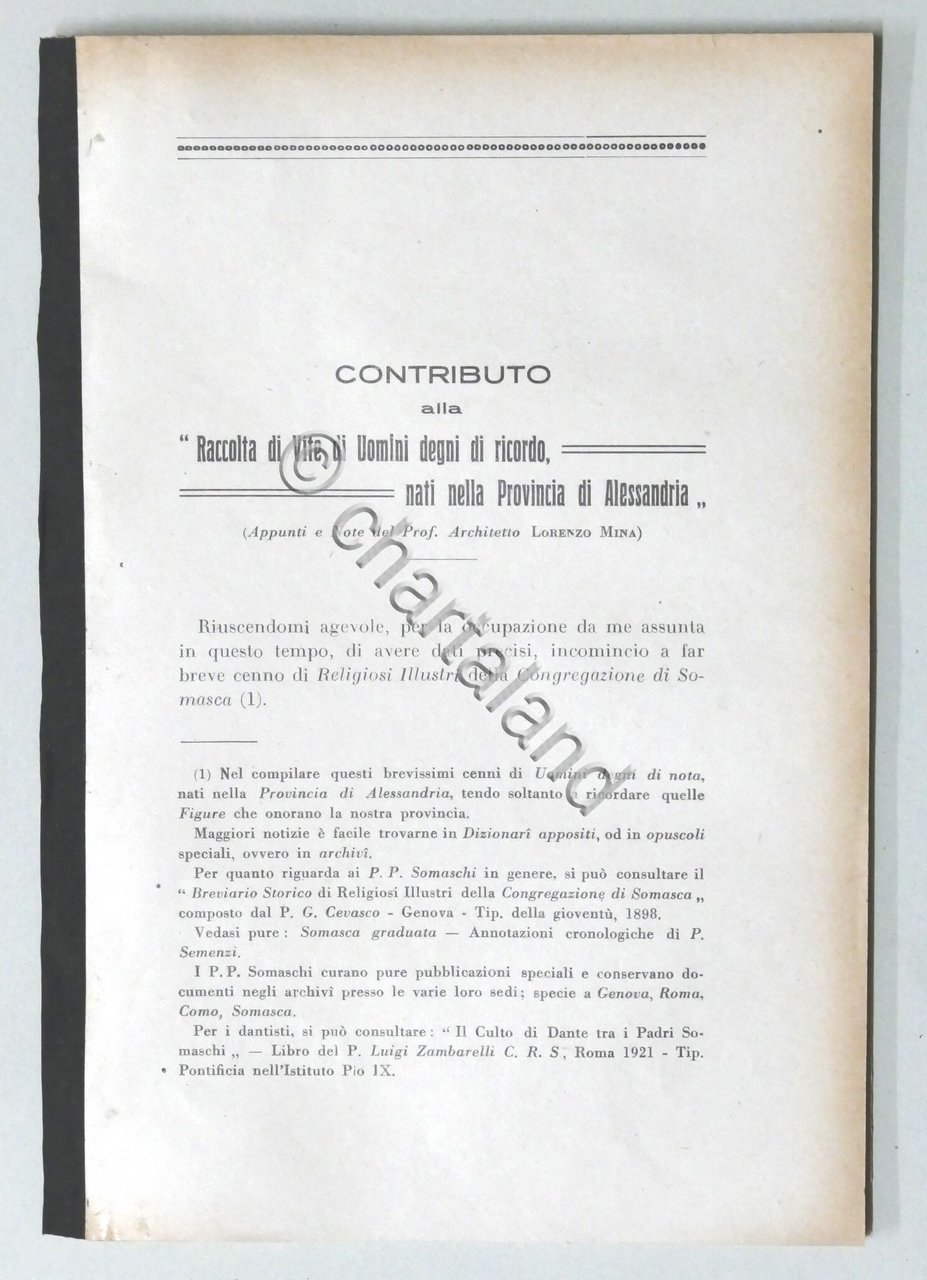 CONTRIBUTO
alla
“ Raccolta di Vite di Uomini degni di ricordo,
nati nella Provincia di Alessandria „
(Appunti e Note del Prof. Architetto LORENZO MINA)
Riuscendomi agevole, per la occupazione da me assunta
in questo tempo, di avere dati precisi, incomincio a far
breve cenno di Religiosi Illustri della Congregazione di So-
masca (1).
(1) Nel compilare questi brevissimi cenni di Uomini degni di nota,
nati nella Provincia di Alessandria, tendo soltanto a ricordare quelle
Figure che onorano la nostra provincia.
Maggiori notizie è facile trovarne in Dizionarî appositi, od in opuscoli
speciali, ovvero in archivî.
Per quanto riguarda ai P. P. Somaschi in genere, si può consultare il
“ Breviario Storico di Religiosi Illustri della Congregazione di Somasca „
composto dal P. G. Cevasco - Genova - Tip. della gioventù, 1898.
Vedasi pure : Somasca graduata — Annotazioni cronologiche di P.
Semenzi.
I P. P. Somaschi curano pure pubblicazioni speciali e conservano do-
cumenti negli archivî presso le varie loro sedi; specie a Genova, Roma,
Como, Somasca.
Per i dantisti, si può consultare : “ Il Culto di Dante tra i Padri So-
maschi „ — Libro del P. Luigi Zambarelli C. R. S, Roma 1921 - Tip.
Pontificia nell'Istituto Pio IX.
© chartaland